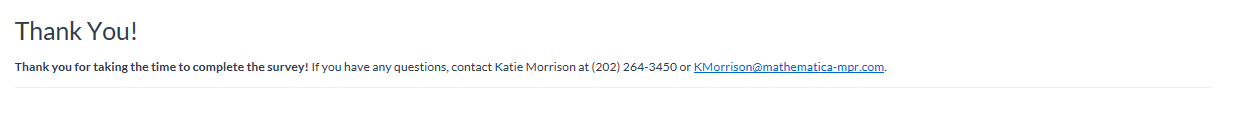 Thank You!
Thank you for taking the time to complete the survey! If you have any questions, contact Katie Morrison at (202) 264-3450 or KMorrison@mathematica-mpr.com.